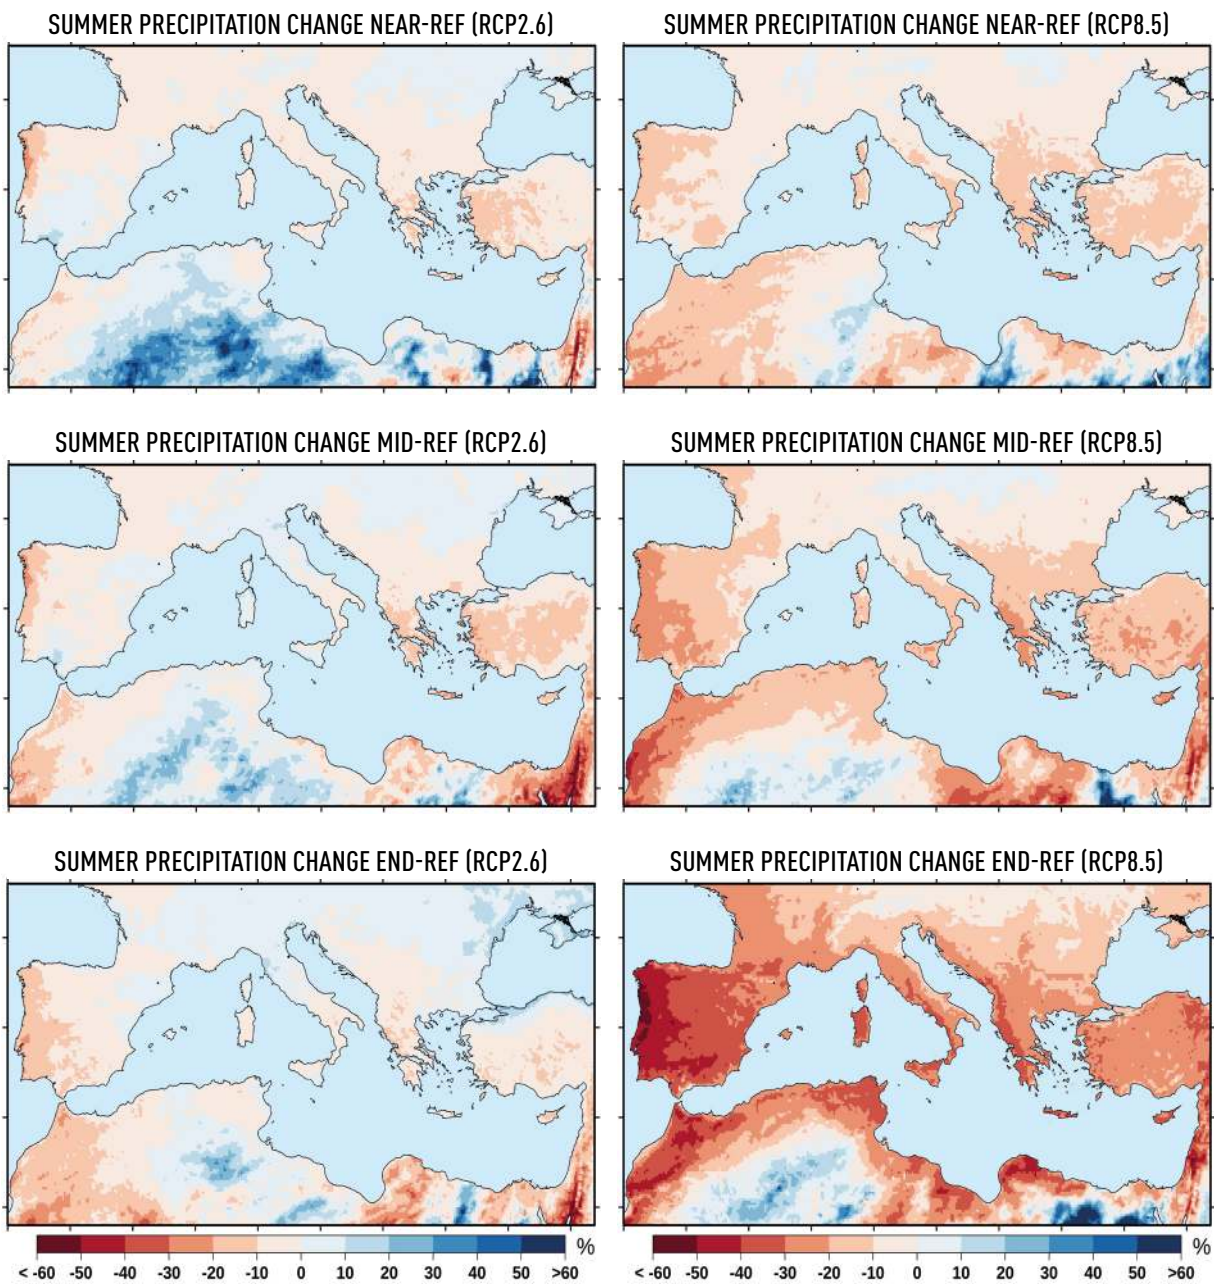 SUMMER PRECIPITATION CHANGE NEAR-REF (RCP2.6)
SUMMER PRECIPITATION CHANGE NEAR-REF (RCP8.5)
SUMMER PRECIPITATION CHANGE MID-REF (RCP2.6)
SUMMER PRECIPITATION CHANGE MID-REF (RCP8.5)
SUMMER PRECIPITATION CHANGE END-REF (RCP2.6)
SUMMER PRECIPITATION CHANGE END-REF (RCP8.5)
%
< -60 -50 -40 -30 -20 -10 0 10 20 30 40 50 >60
%
< -60 -50 -40 -30 -20 -10 0 10 20 30 40 50 >60